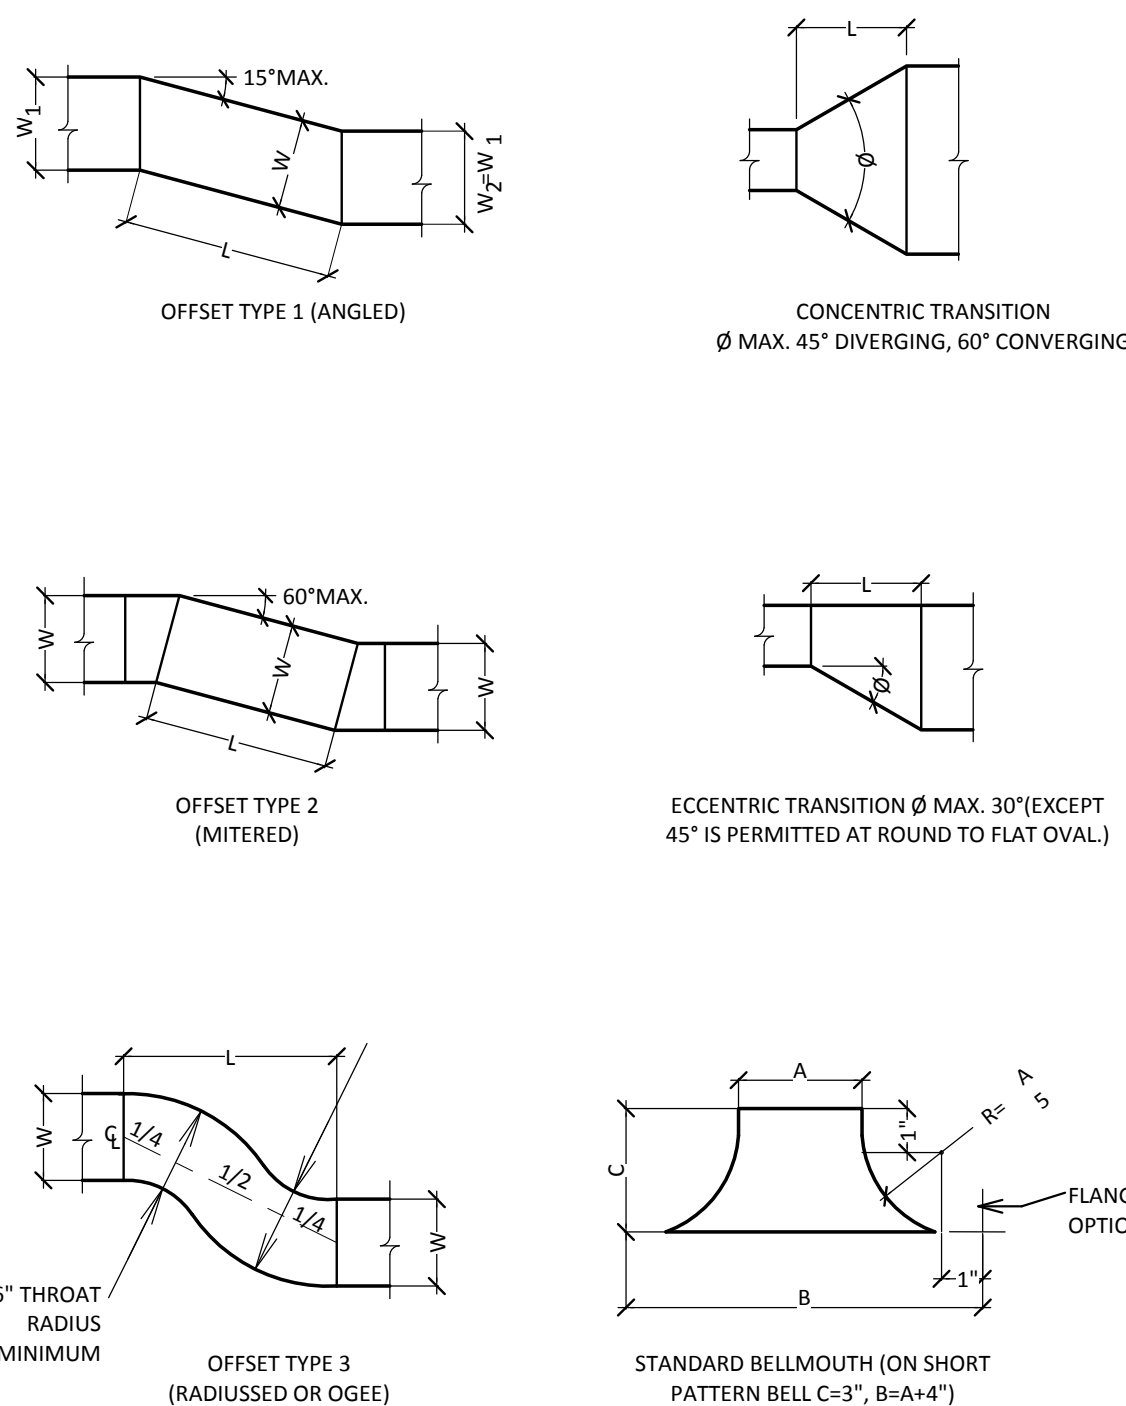 W1
15°MAX.
W
W2=W1
L
OFFSET TYPE 1 (ANGLED)
L
Ø
CONCENTRIC TRANSITION
Ø MAX. 45° DIVERGING, 60° CONVERGING
W
60°MAX.
W
W
L
OFFSET TYPE 2
(MITERED)
L
Ø
ECCENTRIC TRANSITION Ø MAX. 30°(EXCEPT
45° IS PERMITTED AT ROUND TO FLAT OVAL.)
L
W
CL
1/4
1/2
1/4
W
6" THROAT
RADIUS
MINIMUM
OFFSET TYPE 3
(RADIUSSED OR OGEE)
A
C
1"
R= A
5
FLANG
OPTIO
1"
B
STANDARD BELLMOUTH (ON SHORT
PATTERN BELL C=3", B=A+4")